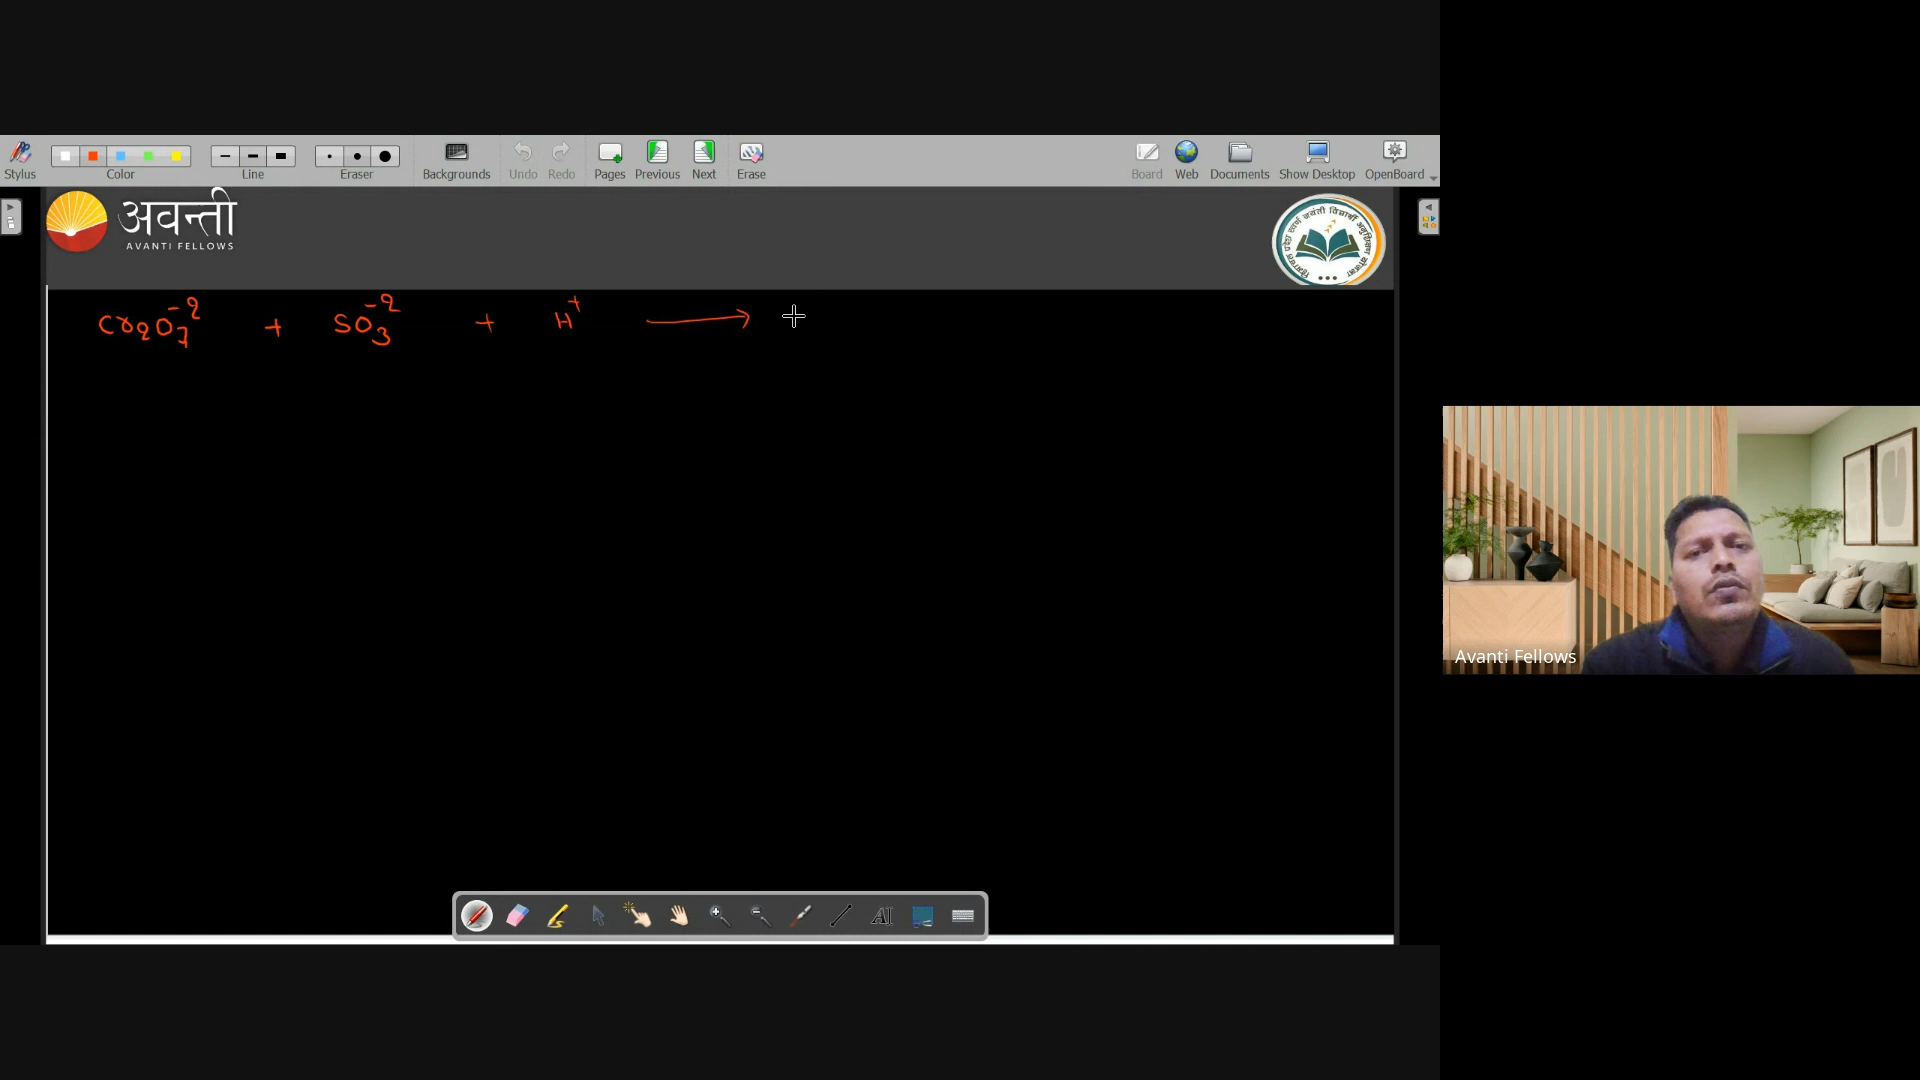 Stylus Color Line Eraser Backgrounds Undo Redo Pages Previous Next Erase Board Web Documents Show Desktop OpenBoard
अवन्ती
AVANTI FELLOWS
Cr2O7^-2 + SO3^-2 + H^+ ⟶
Avanti Fellows
AI